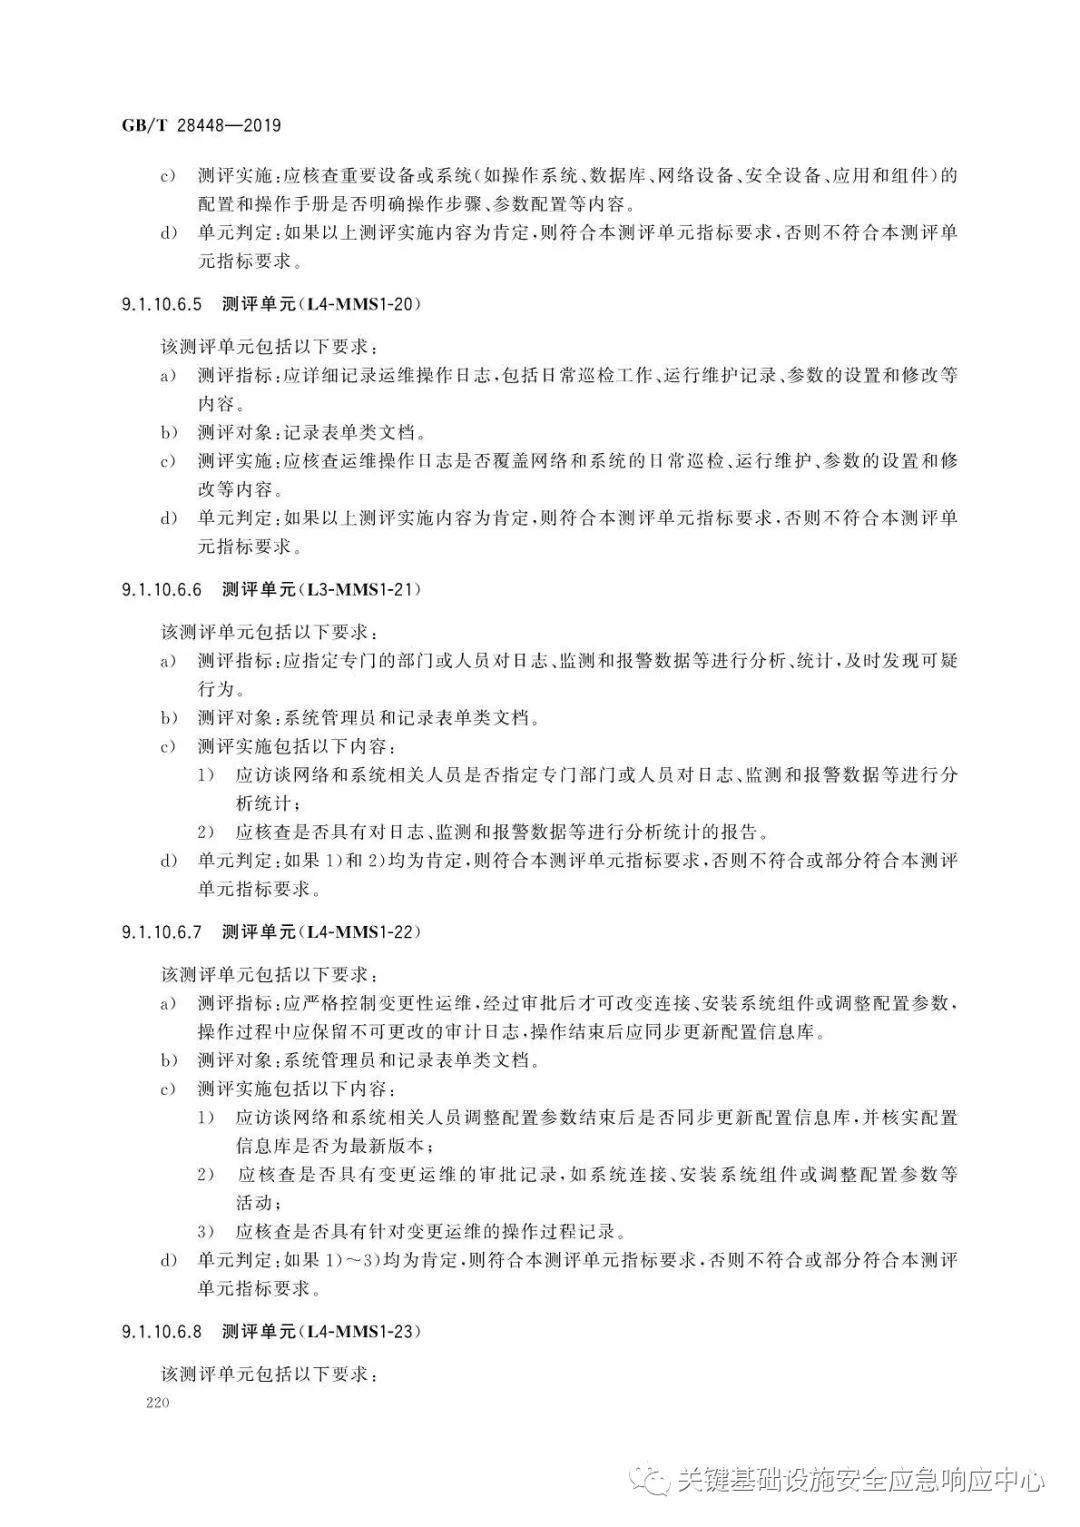 GB/T 28448—2019
c) 测评实施:应核查重要设备或系统(如操作系统、数据库、网络设备、安全设备、应用和组件)的
配置和操作手册是否明确操作步骤、参数配置等内容。
d) 单元判定:如果以上测评实施内容为肯定,则符合本测评单元指标要求,否则不符合本测评单
元指标要求。
9.1.10.6.5 测评单元(L4-MMS1-20)
该测评单元包括以下要求:
a) 测评指标:应详细记录运维操作日志,包括日常巡检工作、运行维护记录、参数的设置和修改等
内容。
b) 测评对象:记录表单类文档。
c) 测评实施:应核查运维操作日志是否覆盖网络和系统的日常巡检、运行维护、参数的设置和修
改等内容。
d) 单元判定:如果以上测评实施内容为肯定,则符合本测评单元指标要求,否则不符合本测评单
元指标要求。
9.1.10.6.6 测评单元(L3-MMS1-21)
该测评单元包括以下要求:
a) 测评指标:应指定专门的部门或人员对日志、监测和报警数据等进行分析、统计,及时发现可疑
行为。
b) 测评对象:系统管理员和记录表单类文档。
c) 测评实施包括以下内容:
1) 应访谈网络和系统相关人员是否指定专门部门或人员对日志、监测和报警数据等进行分
析统计;
2) 应核查是否具有对日志、监测和报警数据等进行分析统计的报告。
d) 单元判定:如果1)和2)均为肯定,则符合本测评单元指标要求,否则不符合或部分符合本测评
单元指标要求。
9.1.10.6.7 测评单元(L4-MMS1-22)
该测评单元包括以下要求:
a) 测评指标:应严格控制变更性运维,经过审批后才可改变连接、安装系统组件或调整配置参数,
操作过程中应保留不可更改的审计日志,操作结束后应同步更新配置信息库。
b) 测评对象:系统管理员和记录表单类文档。
c) 测评实施包括以下内容:
1) 应访谈网络和系统相关人员调整配置参数结束后是否同步更新配置信息库,并核实配置
信息库是否为最新版本;
2) 应核查是否具有变更运维的审批记录,如系统连接、安装系统组件或调整配置参数等
活动;
3) 应核查是否具有针对变更运维的操作过程记录。
d) 单元判定:如果1)~3)均为肯定,则符合本测评单元指标要求,否则不符合或部分符合本测评
单元指标要求。
9.1.10.6.8 测评单元(L4-MMS1-23)
该测评单元包括以下要求:
220
关键基础设施安全应急响应中心